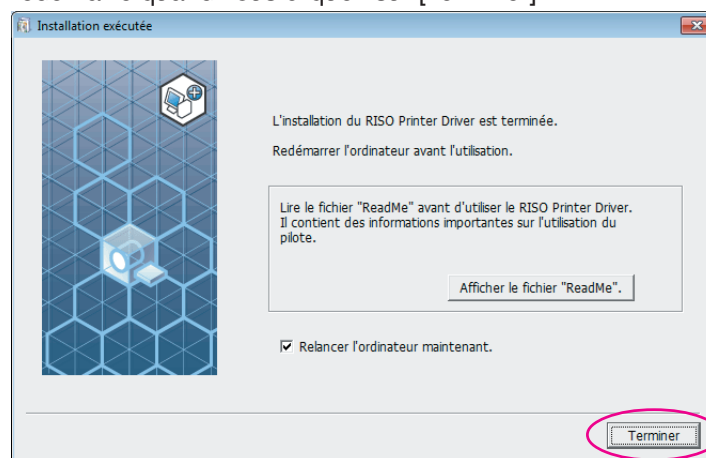 Installation exécutée
L'installation du RISO Printer Driver est terminée.
Redémarrer l'ordinateur avant l'utilisation.
Lire le fichier "ReadMe" avant d'utiliser le RISO Printer Driver.
Il contient des informations importantes sur l'utilisation du
pilote.
Afficher le fichier "ReadMe".
Relancer l'ordinateur maintenant.
Terminer